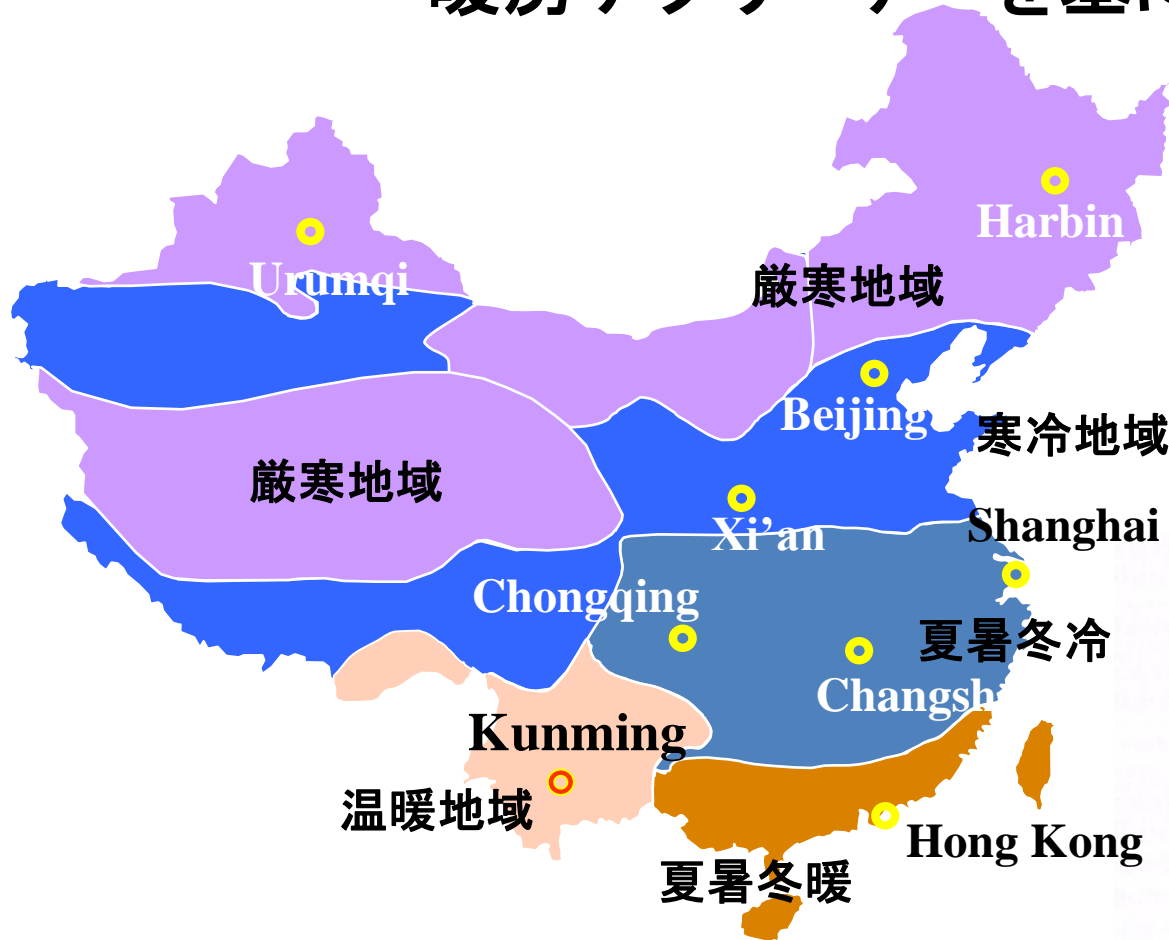 Harbin
Urumqi
厳寒地域
Beijing
寒冷地域
厳寒地域
Xi’an
Shanghai
Chongqing
夏暑冬冷
Kunming
温暖地域
Hong Kong
夏暑冬暖